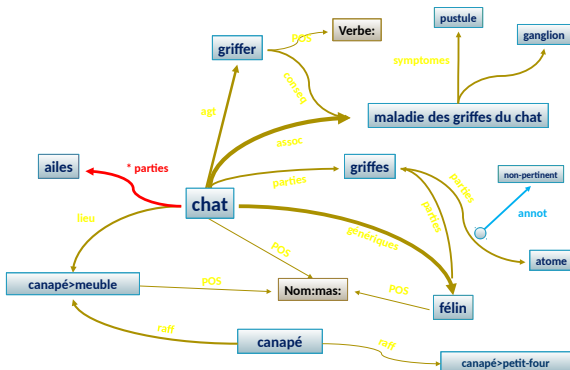 pustule
ganglion
griffer
POS
Verbe:
symptomes
conseq
agt
maladie des griffes du chat
assoc
ailes
* parties
griffes
parties
parties
non-pertinent
chat
parties
annot
lieu
génériques
POS
atome
canapé>meuble
POS
Nom:mas:
POS
félin
raff
canapé
raff
canapé>petit-four